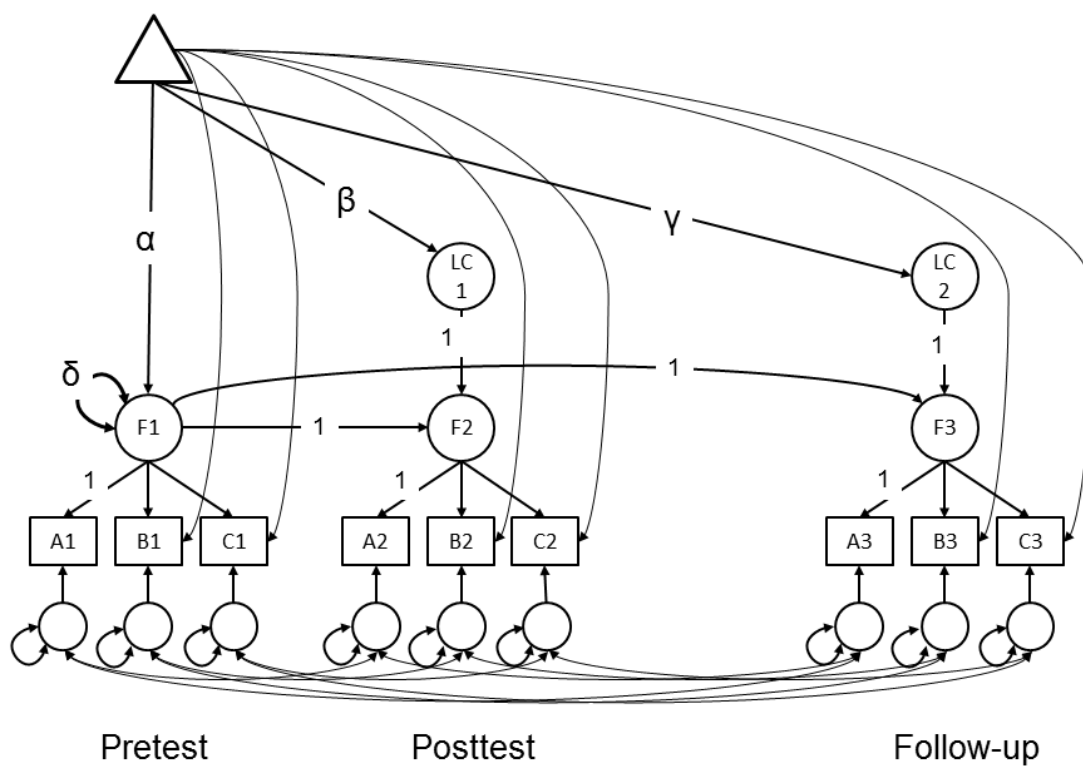 β
γ
α
LC
1
LC
2
1
1
δ
1
F1
1
F2
F3
1
1
1
A1
B1
C1
A2
B2
C2
A3
B3
C3
Pretest
Posttest
Follow-up